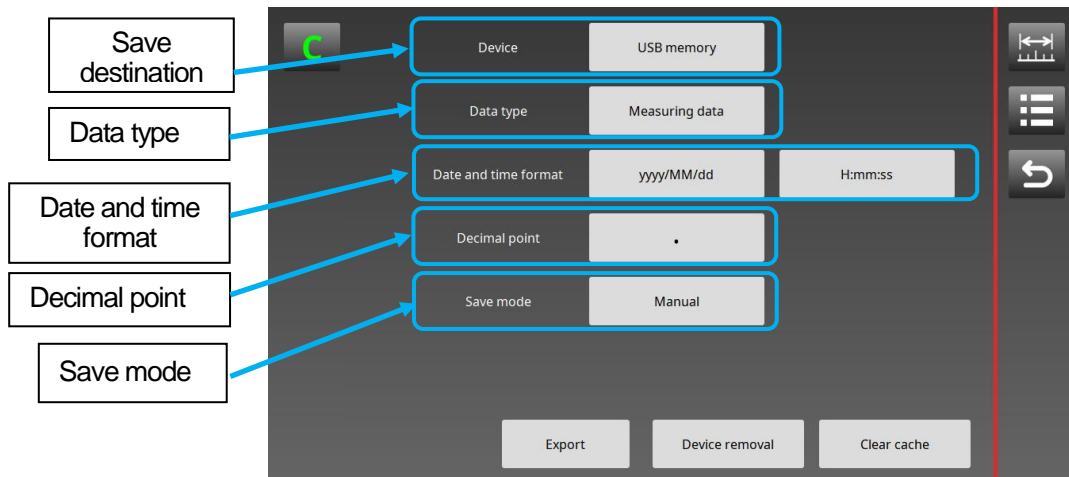 Save
destination
Data type
Date and time
format
Decimal point
Save mode
C
Device USB memory
Data type Measuring data
Date and time format yyyy/MM/dd H:mm:ss
Decimal point .
Save mode Manual
Export Device removal Clear cache